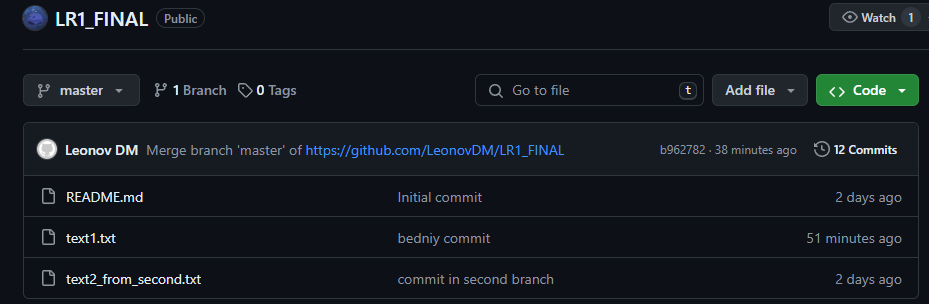 LR1_FINAL Public Watch 1
master 1 Branch 0 Tags Go to file t Add file Code
Leonov DM Merge branch 'master' of https://github.com/LeonovDM/LR1_FINAL b962782 · 38 minutes ago 12 Commits
README.md Initial commit 2 days ago
text1.txt bedniy commit 51 minutes ago
text2_from_second.txt commit in second branch 2 days ago